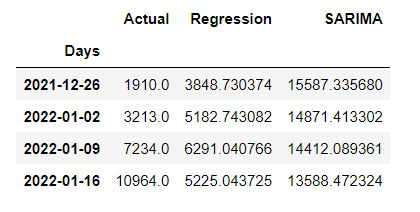 Actual Regression SARIMA
Days
2021-12-26 1910.0 3848.730374 15587.335680
2022-01-02 3213.0 5182.743082 14871.413302
2022-01-09 7234.0 6291.040766 14412.089361
2022-01-16 10964.0 5225.043725 13588.472324